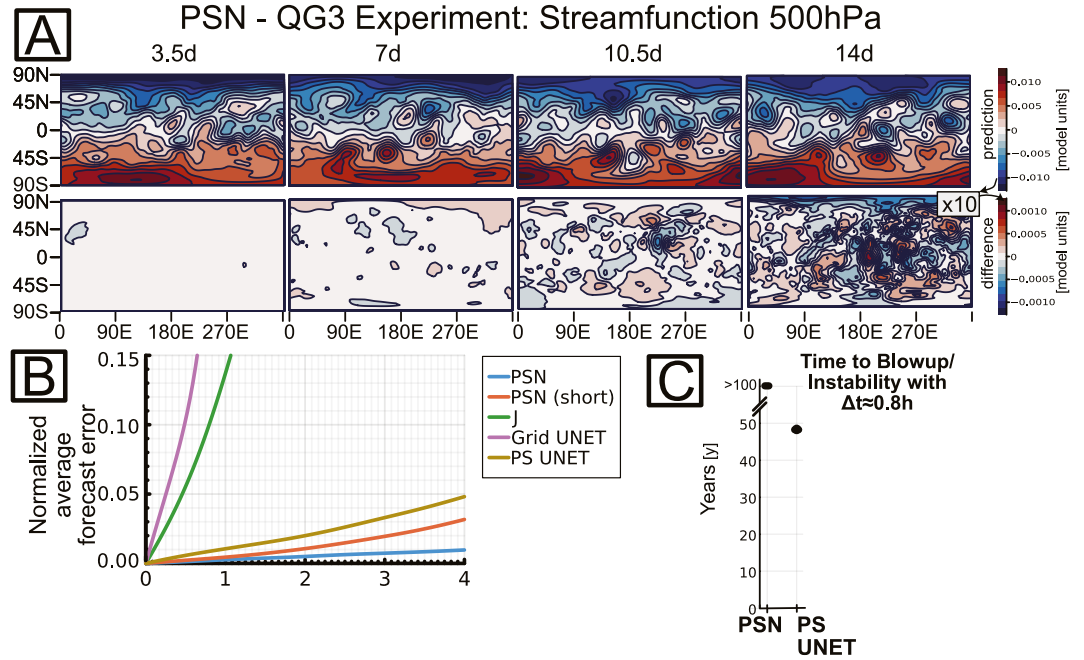 PSN - QG3 Experiment: Streamfunction 500hPa
A
3.5d 7d 10.5d 14d
90N
45N
0
45S
90S
0.010
0.005
0
−0.005
−0.010
prediction
[model units]
x10
90N
45N
0
45S
90S
0.0010
0.0005
0
−0.0005
−0.0010
difference
[model units]
0 90E 180E 270E 0 90E 180E 270E 0 90E 180E 270E 0 90E 180E 270E
B
Normalized
average
forecast error
0.15
0.10
0.05
0.00
0 1 2 3 4
PSN
PSN (short)
J
Grid UNET
PS UNET
C
Time to Blowup/
Instability with
Δt≈0.8h
Years [y]
>100
50
40
30
20
10
0
PSN PS
UNET